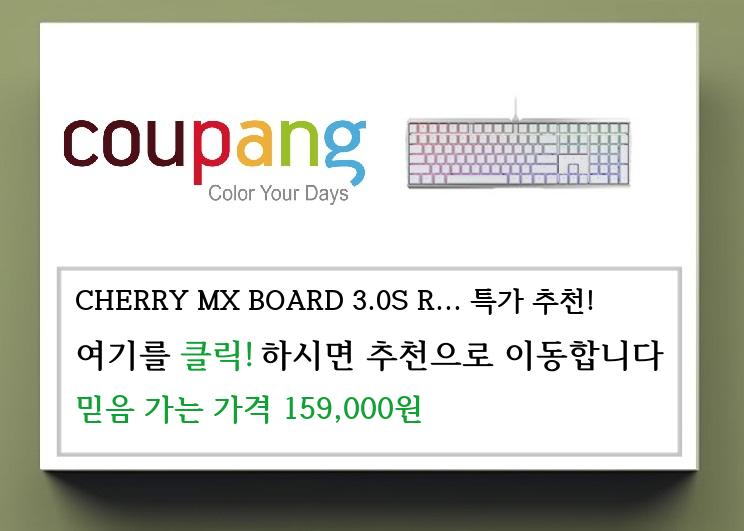 coupang
Color Your Days
CHERRY MX BOARD 3.0S R... 특가 추천!
여기를 클릭! 하시면 추천으로 이동합니다
믿음 가는 가격 159,000원